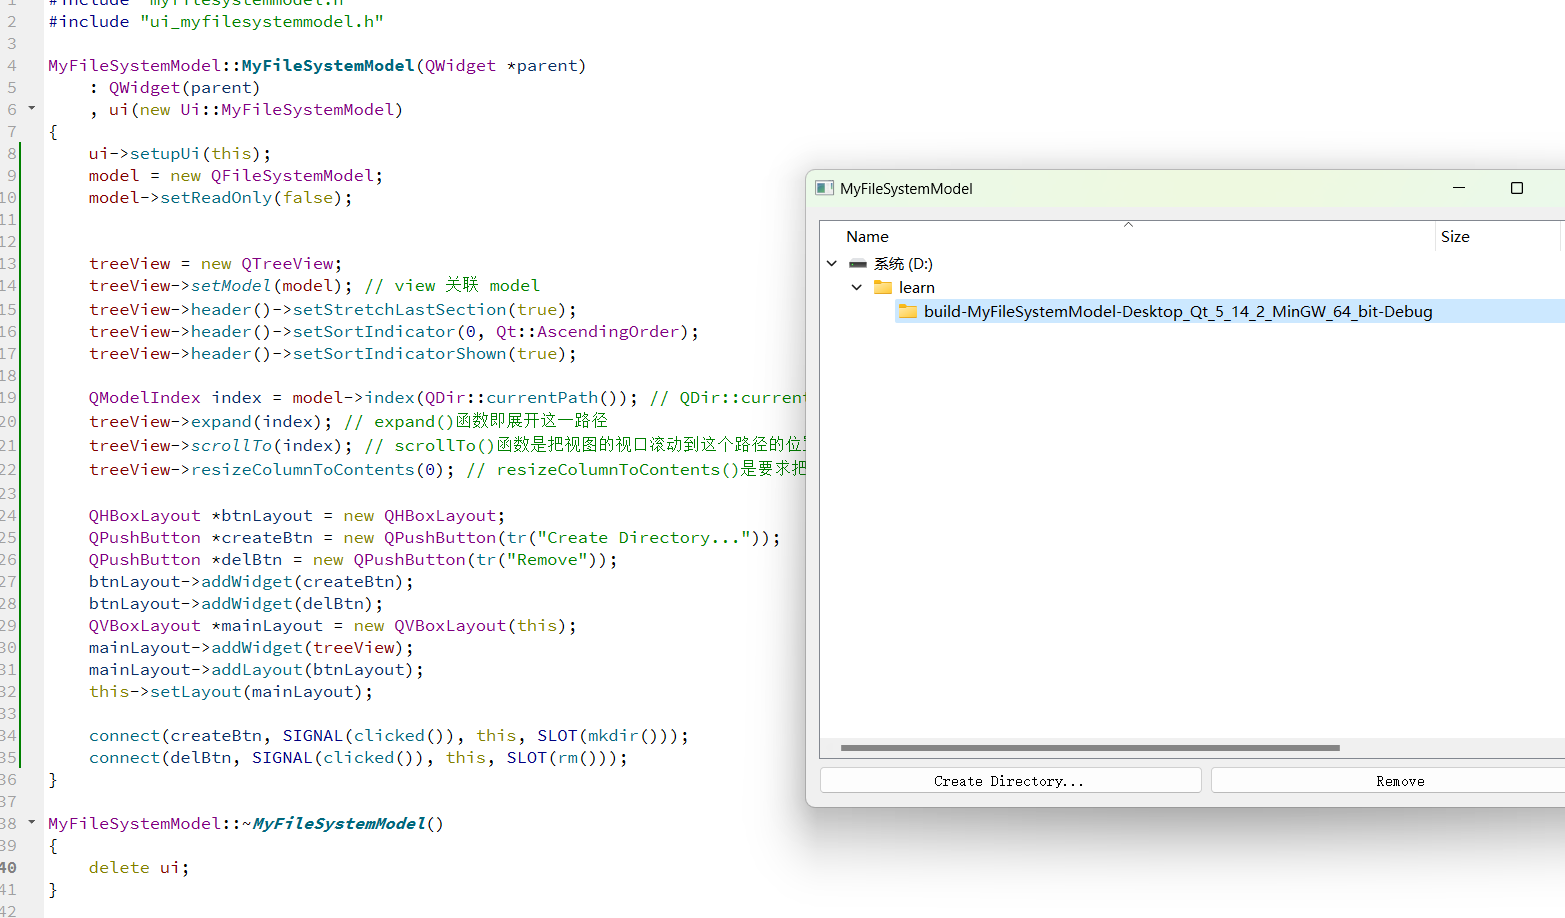 #include "myfilesystemmodel.h"
2 #include "ui_myfilesystemmodel.h"
3
4 MyFileSystemModel::MyFileSystemModel(QWidget *parent)
5 : QWidget(parent)
6 , ui(new Ui::MyFileSystemModel)
7 {
8 ui->setupUi(this);
9 model = new QFileSystemModel;
10 model->setReadOnly(false);
11
12
13 treeView = new QTreeView;
14 treeView->setModel(model); // view 关联 model
15 treeView->header()->setStretchLastSection(true);
16 treeView->header()->setSortIndicator(0, Qt::AscendingOrder);
17 treeView->header()->setSortIndicatorShown(true);
18
19 QModelIndex index = model->index(QDir::currentPath()); // QDir::current
20 treeView->expand(index); // expand()函数即展开这一路径
21 treeView->scrollTo(index); // scrollTo()函数是把视图的视口滚动到这个路径的位
22 treeView->resizeColumnToContents(0); // resizeColumnToContents()是要求把
23
24 QHBoxLayout *btnLayout = new QHBoxLayout;
25 QPushButton *createBtn = new QPushButton(tr("Create Directory..."));
26 QPushButton *delBtn = new QPushButton(tr("Remove"));
27 btnLayout->addWidget(createBtn);
28 btnLayout->addWidget(delBtn);
29 QVBoxLayout *mainLayout = new QVBoxLayout(this);
30 mainLayout->addWidget(treeView);
31 mainLayout->addLayout(btnLayout);
32 this->setLayout(mainLayout);
33
34 connect(createBtn, SIGNAL(clicked()), this, SLOT(mkdir()));
35 connect(delBtn, SIGNAL(clicked()), this, SLOT(rm()));
36 }
37
38 MyFileSystemModel::~MyFileSystemModel()
39 {
40 delete ui;
41 }
42
MyFileSystemModel
Name Size
系统 (D:)
learn
build-MyFileSystemModel-Desktop_Qt_5_14_2_MinGW_64_bit-Debug
Create Directory... Remove